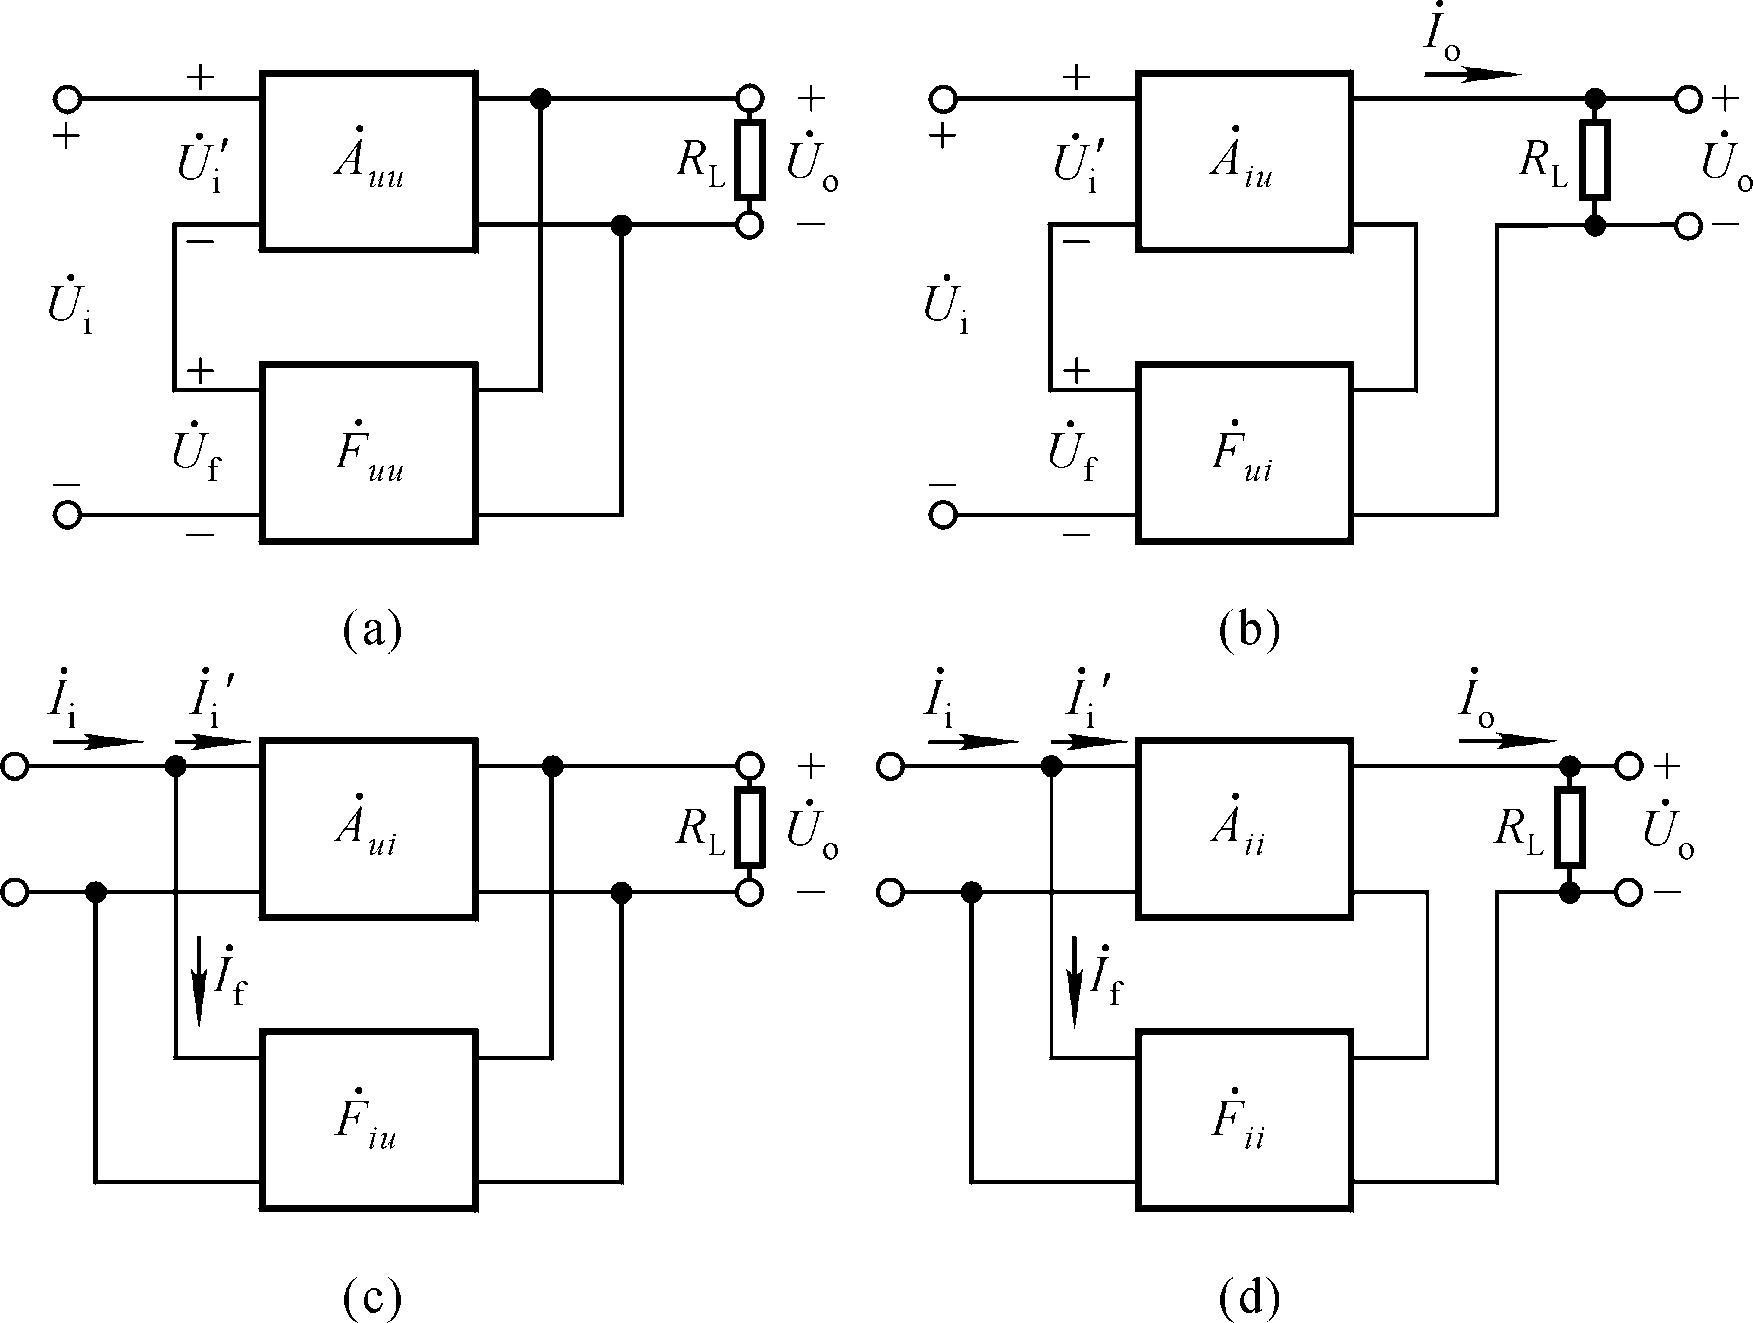 İo
+ + + + + +
U̇i′ Ȧuu RL U̇o U̇i′ Ȧiu RL U̇o
− − − −
U̇i U̇i
+ +
U̇f Ḟuu U̇f Ḟui
− − − −
(a) (b)
İi İi′ İi İi′ İo
+ +
Ȧui RL U̇o Ȧii RL U̇o
− −
İf İf
Ḟiu Ḟii
(c) (d)